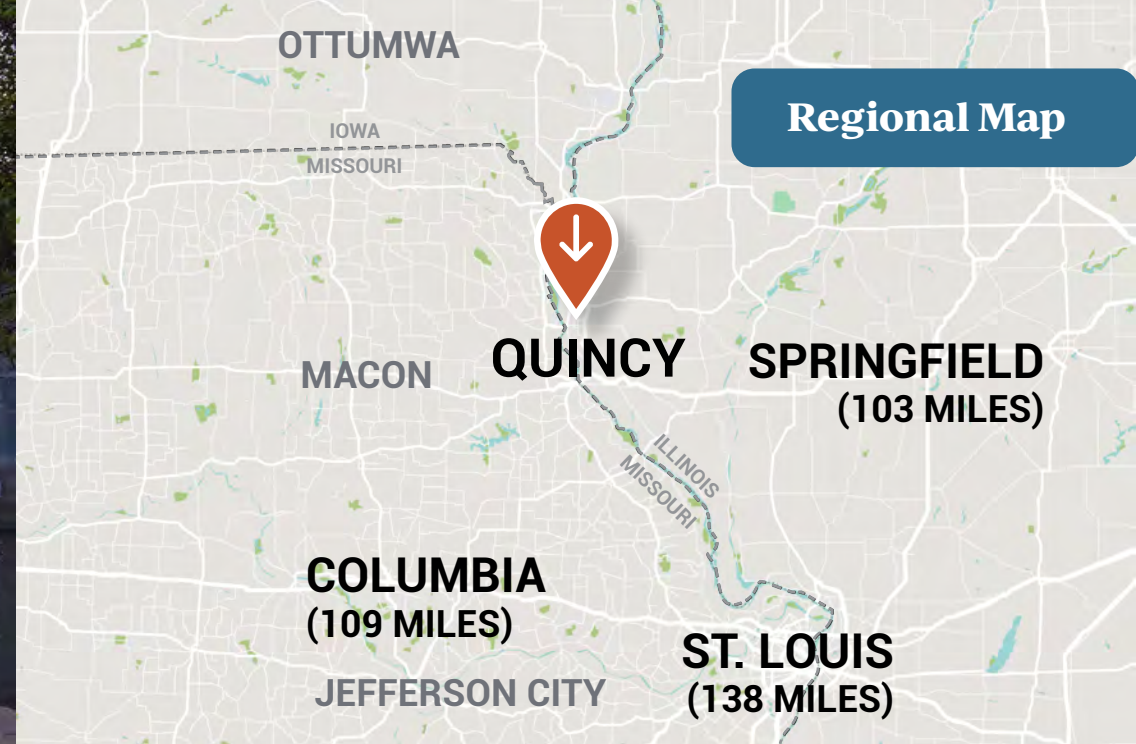 OTTUMWA
Regional Map
IOWA
MISSOURI
QUINCY
MACON
SPRINGFIELD
(103 MILES)
ILLINOIS
MISSOURI
COLUMBIA
(109 MILES)
ST. LOUIS
(138 MILES)
JEFFERSON CITY